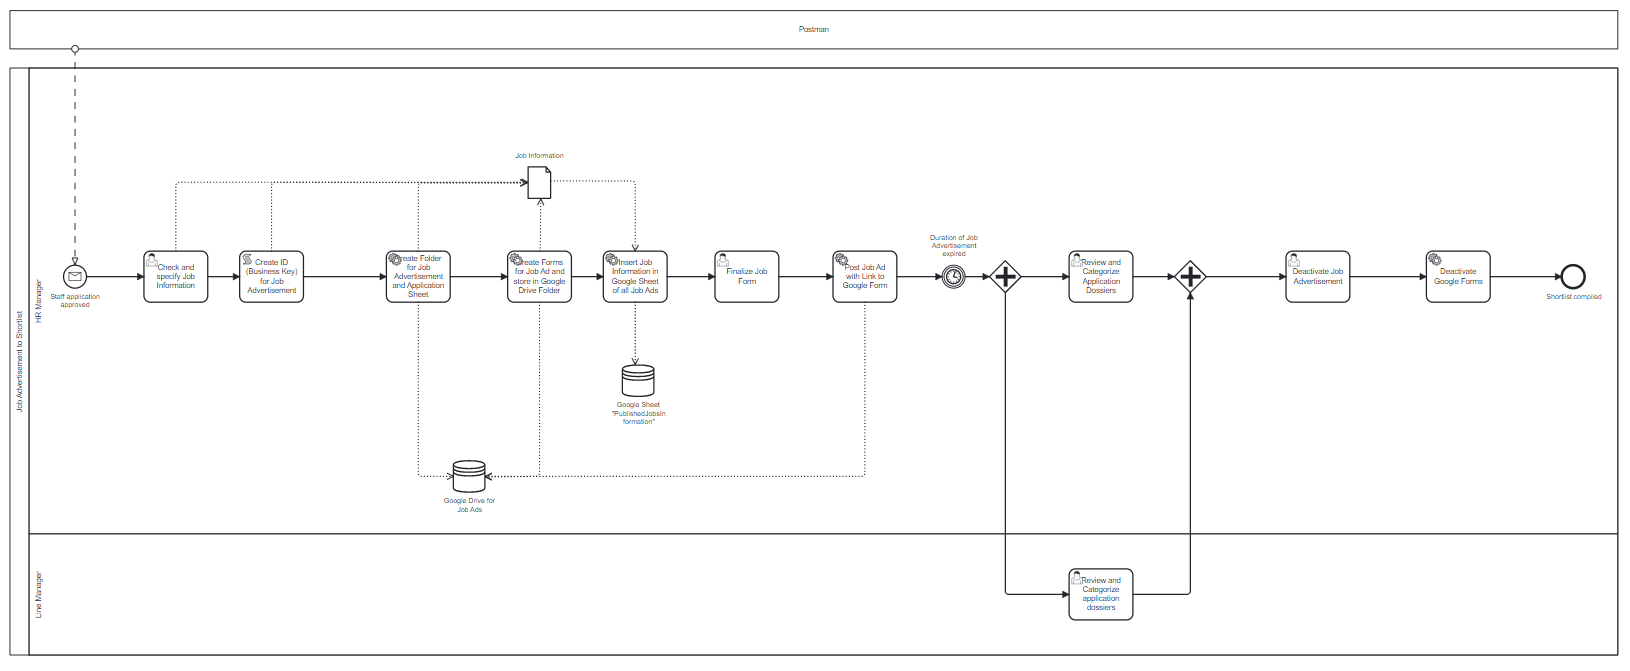 Postman
Job Advertisement to Shortlist
HR Manager
Line Manager
Job Information
Staff application
approved
Check and
specify Job
Information
Create ID
(Business Key)
for Job
Advertisement
Create Folder
for Job
Advertisement
and Application
Sheet
Create Forms
for Job Ad and
store in Google
Drive Folder
Insert Job
Information in
Google Sheet
of all Job Ads
Finalize Job
Form
Post Job Ad
with Link to
Google Form
Duration of Job
Advertisement
expired
Review and
Categorize
Application
Dossiers
Deactivate Job
Advertisement
Deactivate
Google Forms
Shortlist compiled
Google Sheet
"PublishedJobsIn
formation"
Google Drive for
Job Ads
Review and
Categorize
application
dossiers